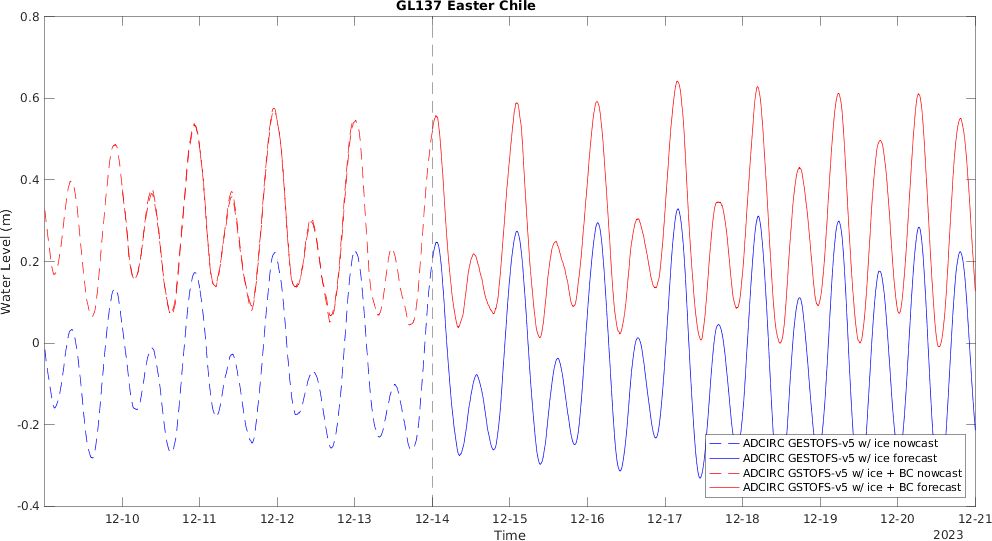 GL137 Easter Chile
0.8
0.6
0.4
0.2
0
-0.2
-0.4
Water Level (m)
ADCIRC GESTOFS-v5 w/ ice nowcast
ADCIRC GESTOFS-v5 w/ ice forecast
ADCIRC GSTOFS-v5 w/ ice + BC nowcast
ADCIRC GSTOFS-v5 w/ ice + BC forecast
12-10 12-11 12-12 12-13 12-14 12-15 12-16 12-17 12-18 12-19 12-20 12-21
Time
2023